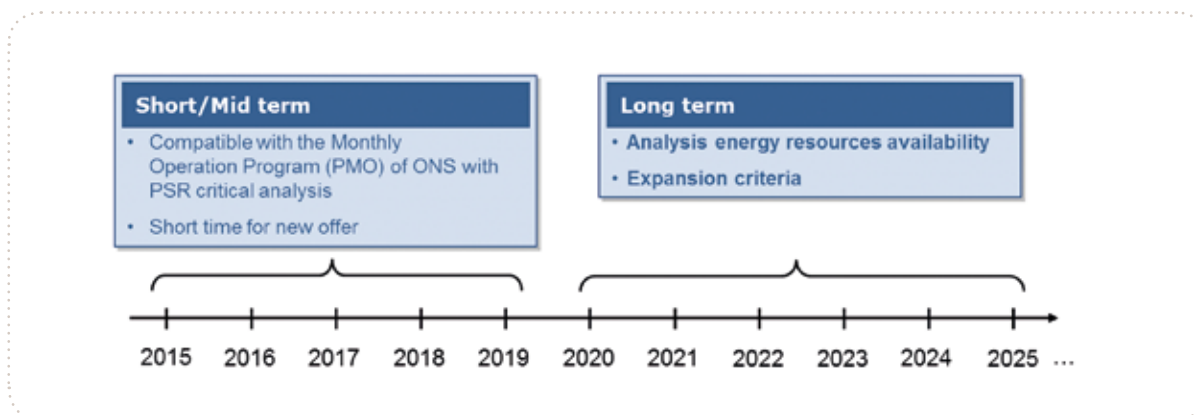 Short/Mid term
• Compatible with the Monthly
Operation Program (PMO) of ONS with
PSR critical analysis
• Short time for new offer
Long term
• Analysis energy resources availability
• Expansion criteria
2015 2016 2017 2018 2019 2020 2021 2022 2023 2024 2025 ...